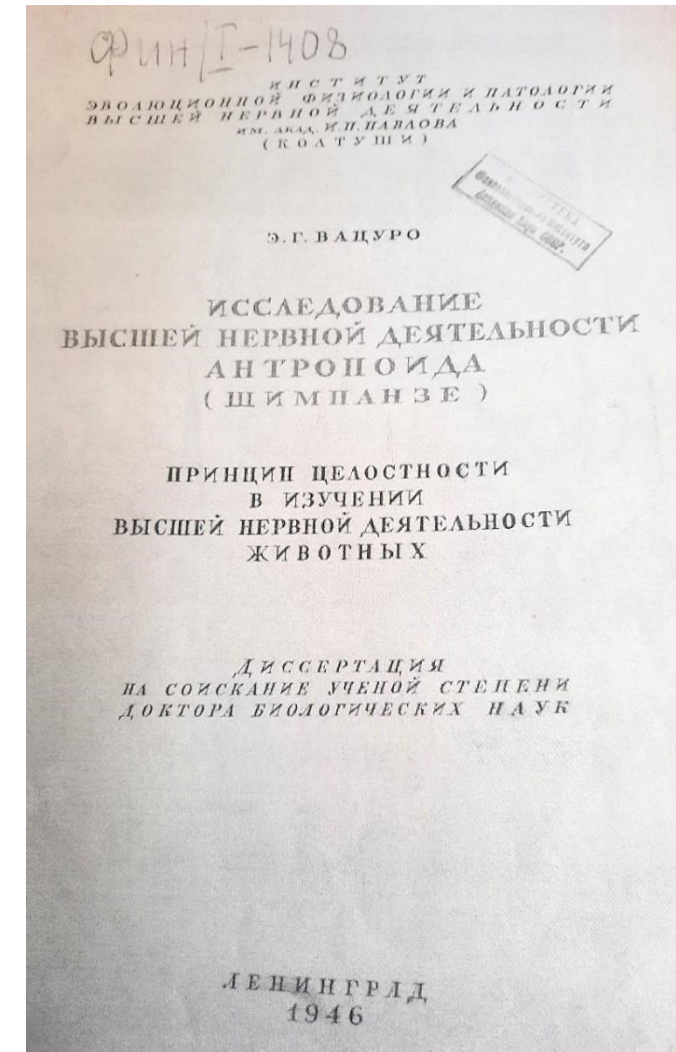 Фин/I-1408
ИНСТИТУТ
ЭВОЛЮЦИОННОЙ ФИЗИОЛОГИИ И ПАТОЛОГИИ
ВЫСШЕЙ НЕРВНОЙ ДЕЯТЕЛЬНОСТИ
ИМ. АКАД. И.П. ПАВЛОВА
(КОЛТУШИ)
Э. Г. ВАЦУРО
ИССЛЕДОВАНИЕ
ВЫСШЕЙ НЕРВНОЙ ДЕЯТЕЛЬНОСТИ
АНТРОПОИДА
(ШИМПАНЗЕ)
ПРИНЦИП ЦЕЛОСТНОСТИ
В ИЗУЧЕНИИ
ВЫСШЕЙ НЕРВНОЙ ДЕЯТЕЛЬНОСТИ
ЖИВОТНЫХ
ДИССЕРТАЦИЯ
НА СОИСКАНИЕ УЧЕНОЙ СТЕПЕНИ
ДОКТОРА БИОЛОГИЧЕСКИХ НАУК
ЛЕНИНГРАД
1946